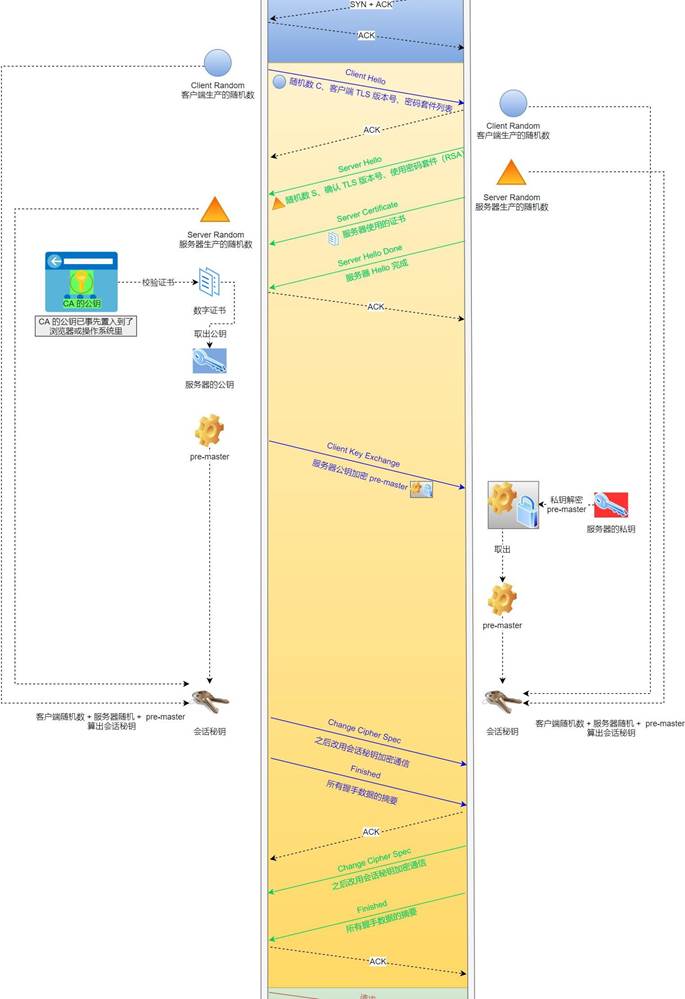 SYN + ACK
ACK
Client Hello
随机数 C、客户端 TLS 版本号、密码套件列表
Client Random
客户端生产的随机数
Client Random
客户端生产的随机数
ACK
Server Hello
随机数 S、确认 TLS 版本号、使用密码套件（RSA）
Server Random
服务器生产的随机数
Server Random
服务器生产的随机数
Server Certificate
服务器使用的证书
Server Hello Done
服务器 Hello 完成
CA 的公钥
校验证书
数字证书
ACK
CA 的公钥已事先置入到了
浏览器或操作系统里
取出公钥
服务器的公钥
pre-master
Client Key Exchange
服务器公钥加密 pre-master
私钥解密
pre-master
服务器的私钥
取出
pre-master
客户端随机数 + 服务器随机 + pre-master
算出会话秘钥
会话秘钥
会话秘钥
客户端随机数 + 服务器随机 + pre-master
算出会话秘钥
Change Cipher Spec
之后改用会话秘钥加密通信
Finished
所有握手数据的摘要
ACK
Change Cipher Spec
之后改用会话秘钥加密通信
Finished
所有握手数据的摘要
ACK